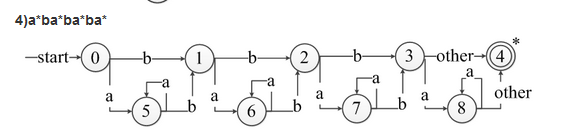 4)a*ba*ba*ba*
*
start 0 b 1 b 2 b 3 other 4
a a a a
a a a a other
5 b 6 b 7 b 8